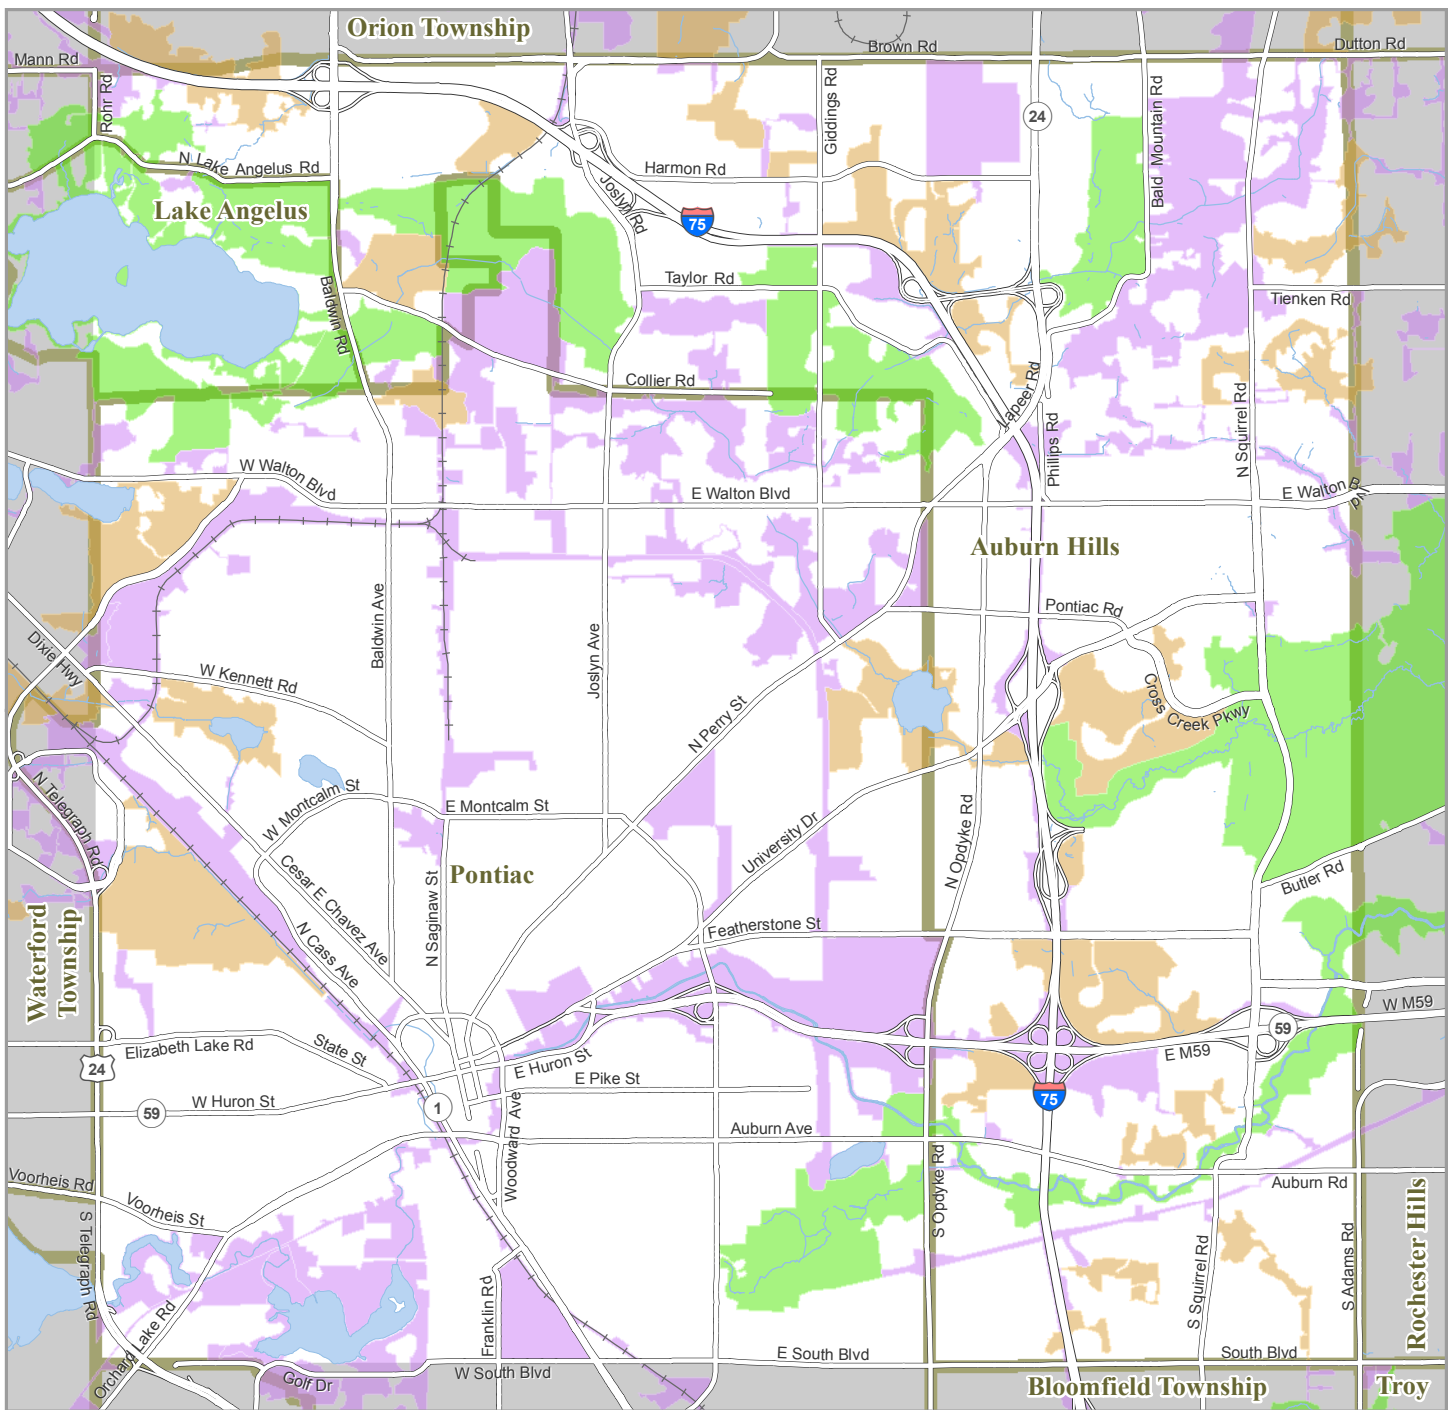 Orion Township
Brown Rd
Dutton Rd
Mann Rd
Rohr Rd
Giddings Rd
24
Bald Mountain Rd
N Lake Angelus Rd
Harmon Rd
Joslyn Rd
Lake Angelus
75
Taylor Rd
Tienken Rd
Baldwin Rd
Collier Rd
Lapeer Rd
Phillips Rd
N Squirrel Rd
W Walton Blvd
E Walton Blvd
E Walton Blvd
Auburn Hills
Pontiac Rd
Baldwin Ave
Joslyn Ave
Dixie Hwy
W Kennett Rd
N Perry St
Cross Creek Pkwy
N Telegraph Rd
W Montcalm St
E Montcalm St
University Dr
N Opdyke Rd
Pontiac
Cesar E Chavez Ave
N Saginaw St
Butler Rd
Waterford
Township
N Cass Ave
Featherstone St
W M59
59
E M59
Elizabeth Lake Rd
State St
E Huron St
24
E Pike St
75
W Huron St
59
1
Woodward Ave
Auburn Ave
Voorheis Rd
Voorheis St
S Opdyke Rd
Auburn Rd
S Telegraph Rd
S Squirrel Rd
S Adams Rd
Rochester Hills
Franklin Rd
Orchard Lake Rd
Golf Dr
W South Blvd
E South Blvd
South Blvd
Bloomfield Township
Troy